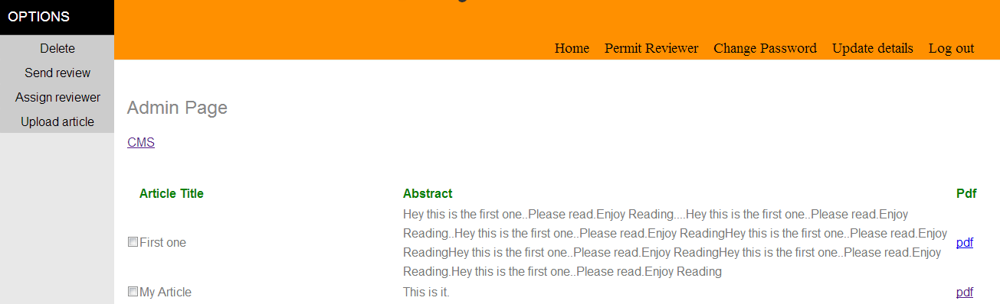 OPTIONS
Delete
Send review
Assign reviewer
Upload article
Home Permit Reviewer Change Password Update details Log out
Admin Page
CMS
Article Title Abstract Pdf
Hey this is the first one..Please read.Enjoy Reading....Hey this is the first one..Please read.Enjoy
Reading..Hey this is the first one..Please read.Enjoy ReadingHey this is the first one..Please read.Enjoy
First one
pdf
ReadingHey this is the first one..Please read.Enjoy ReadingHey this is the first one..Please read.Enjoy
Reading.Hey this is the first one..Please read.Enjoy Reading
My Article This is it. pdf